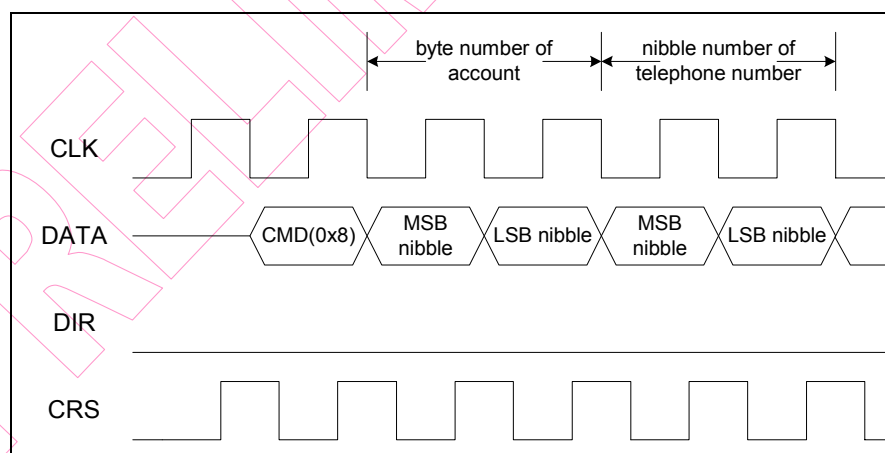 byte number of
account
nibble number of
telephone number
CLK
DATA
CMD(0x8)
MSB
nibble
LSB nibble
MSB
nibble
LSB nibble
DIR
CRS